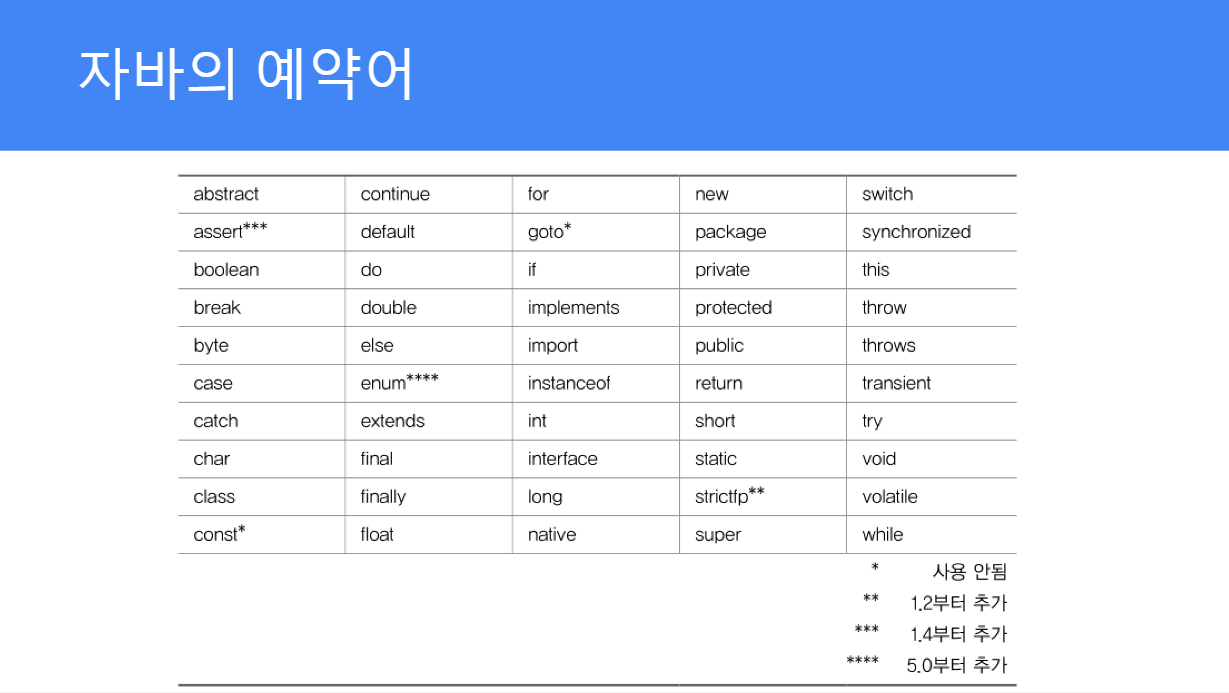 자바의 예약어
abstract continue for new switch
assert*** default goto* package synchronized
boolean do if private this
break double implements protected throw
byte else import public throws
case enum**** instanceof return transient
catch extends int short try
char final interface static void
class finally long strictfp** volatile
const* float native super while
* 사용 안됨
** 1.2부터 추가
*** 1.4부터 추가
**** 5.0부터 추가